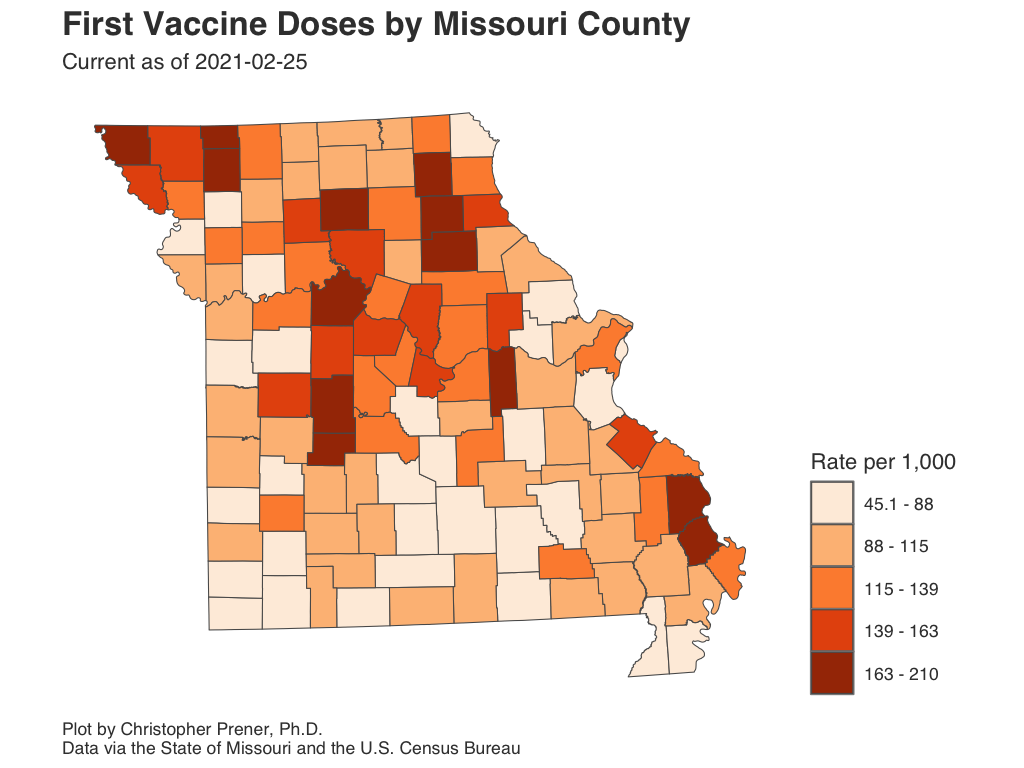 First Vaccine Doses by Missouri County
Current as of 2021-02-25
Rate per 1,000
45.1 - 88
88 - 115
115 - 139
139 - 163
163 - 210
Plot by Christopher Prener, Ph.D.
Data via the State of Missouri and the U.S. Census Bureau